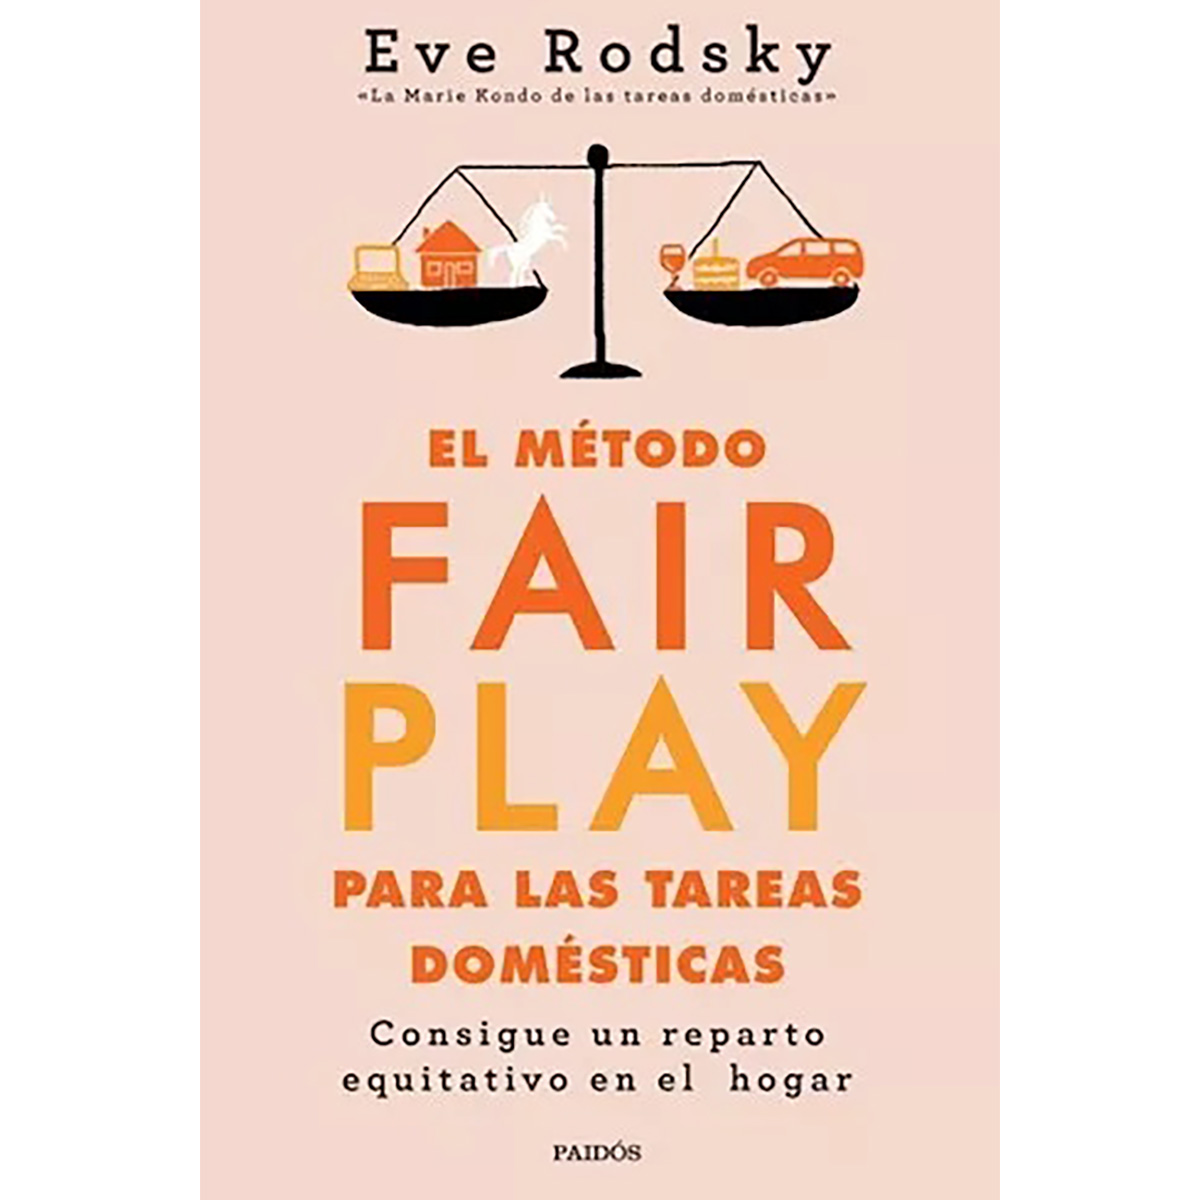 Eve Rodsky
«La Marie Kondo de las tareas domésticas»
EL MÉTODO
FAIR
PLAY
PARA LAS TAREAS
DOMÉSTICAS
Consigue un reparto
equitativo en el hogar
PAIDÓS